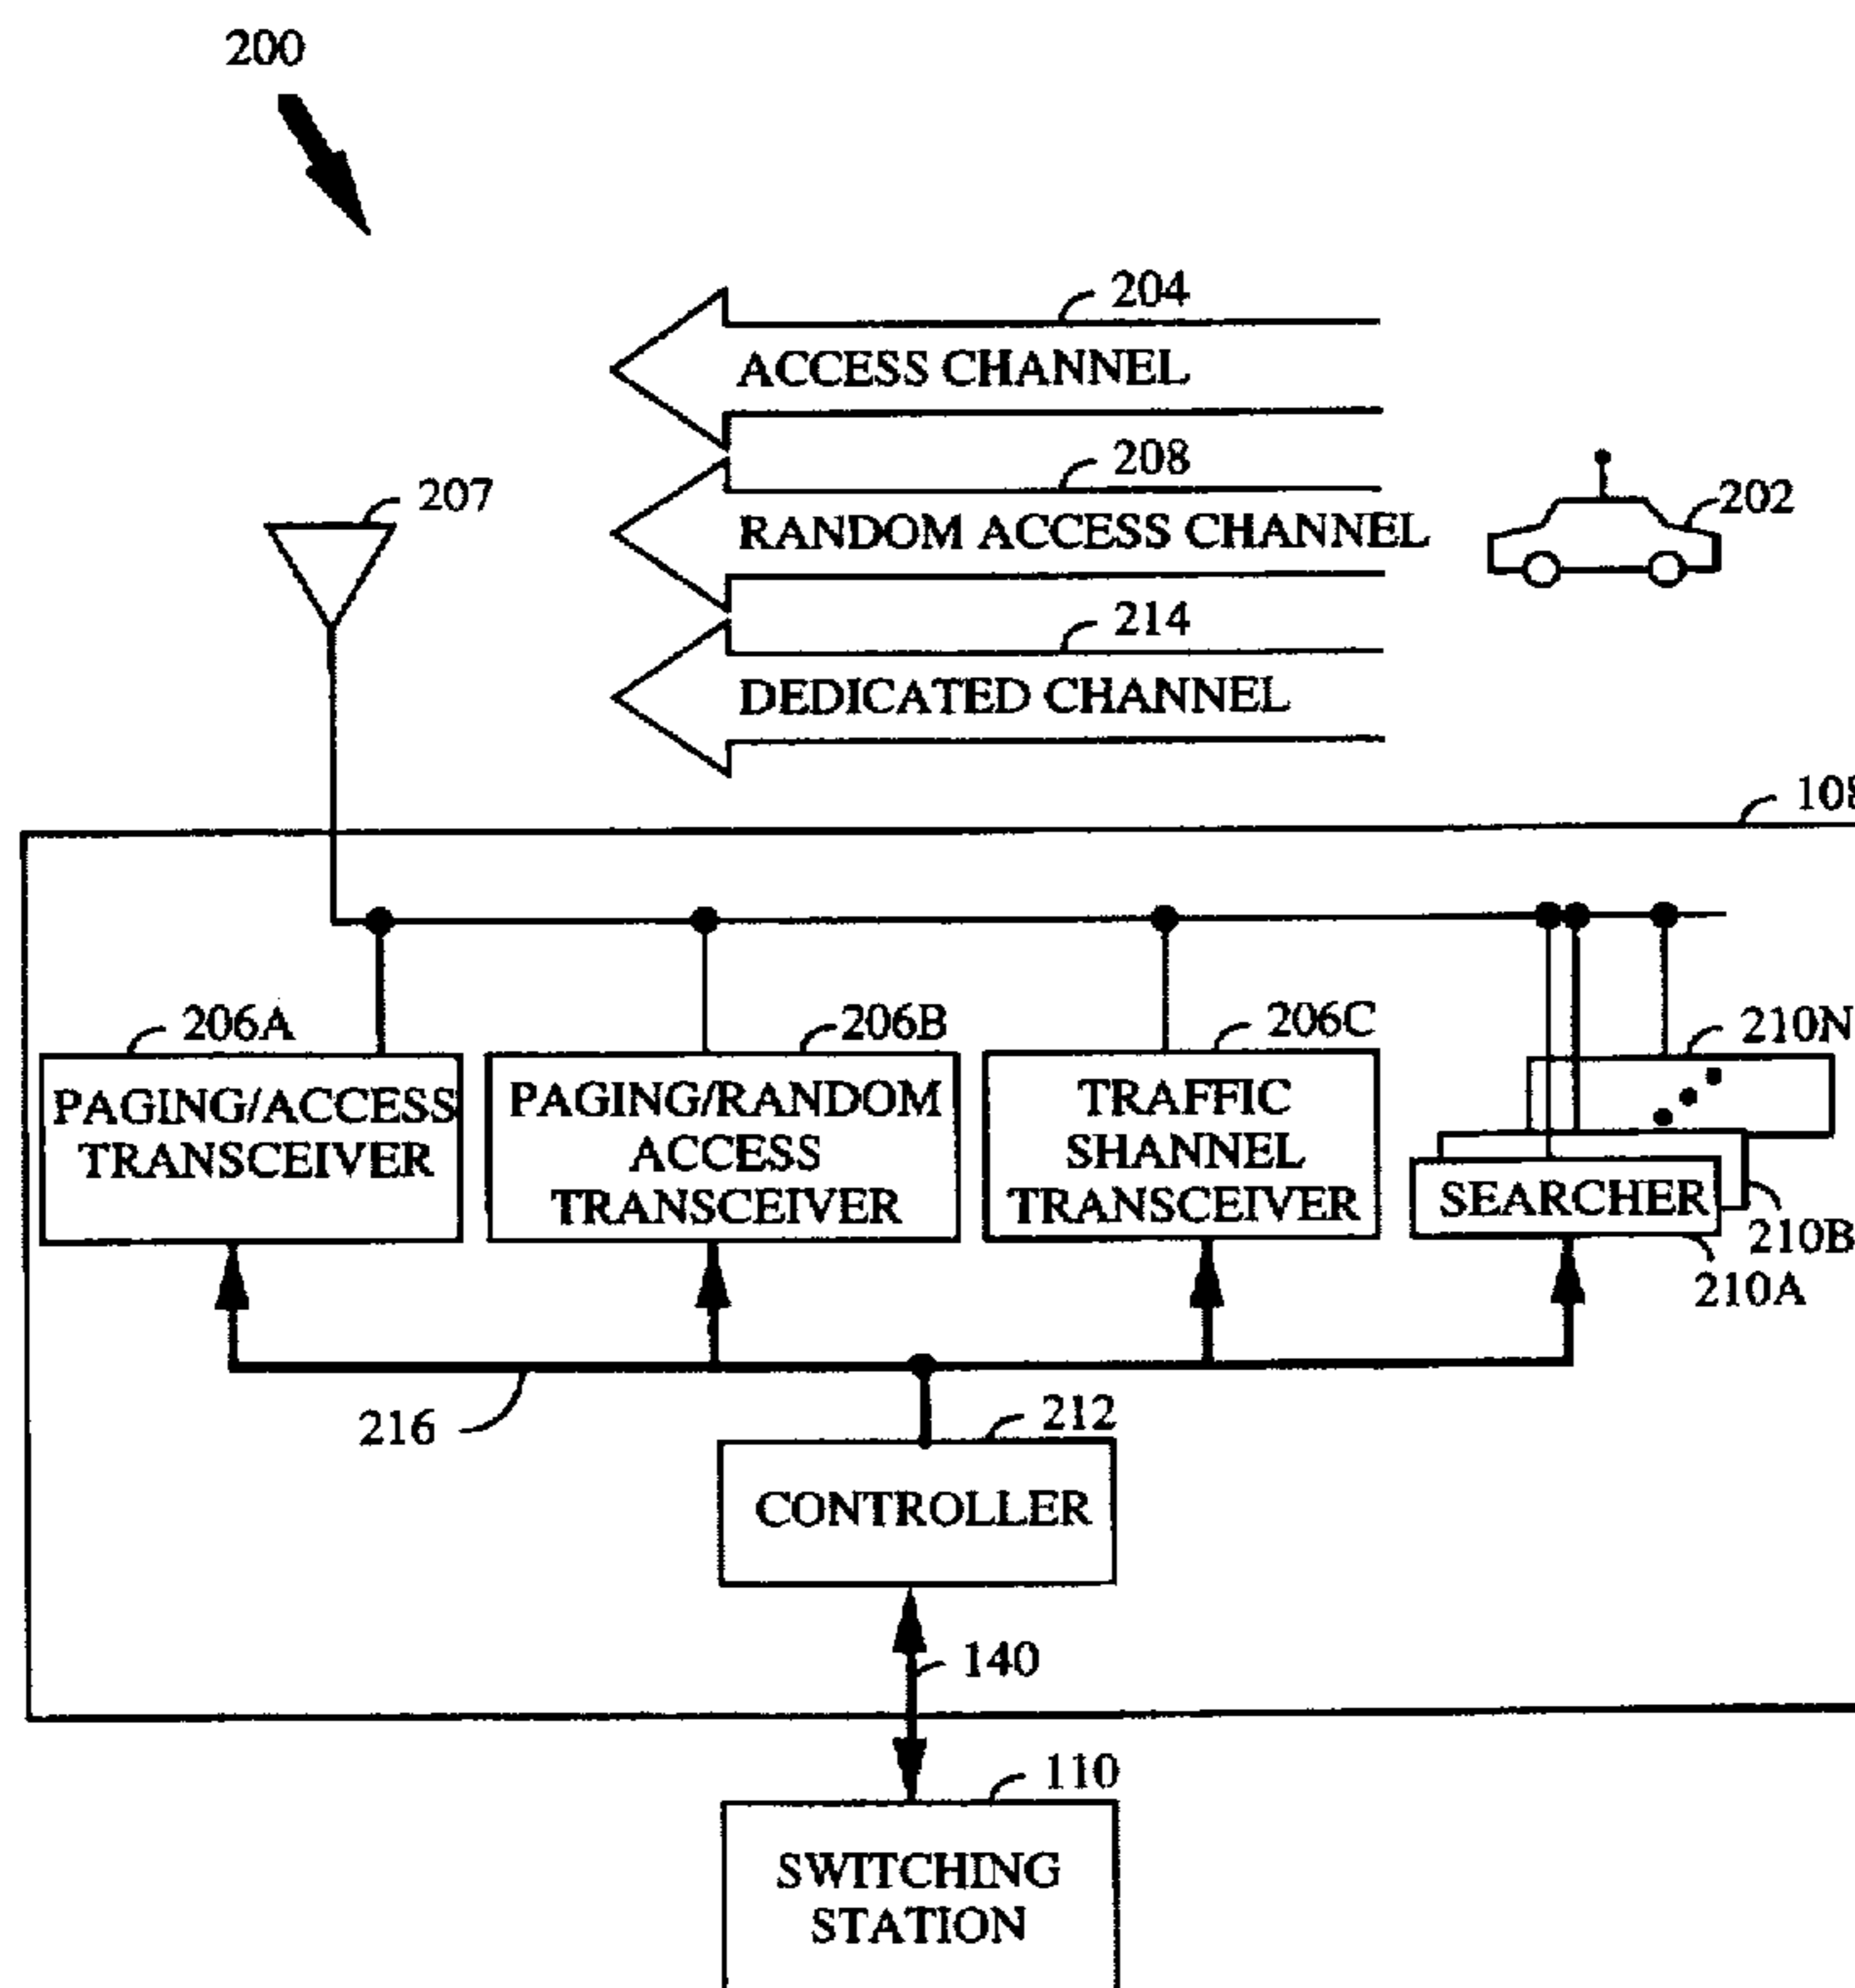 200
204
ACCESS CHANNEL
208
RANDOM ACCESS CHANNEL
207
202
214
DEDICATED CHANNEL
108
206A
206B
206C
210N
PAGING/ACCESS
TRANSCEIVER
PAGING/RANDOM
ACCESS
TRANSCEIVER
TRAFFIC
SHANNEL
TRANSCEIVER
SEARCHER
210B
210A
216
212
CONTROLLER
140
110
SWITCHING
STATION